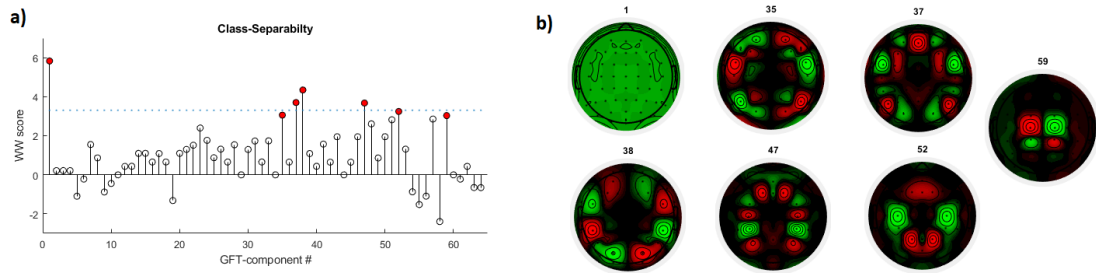 a)
Class-Separabilty
WW score
6
4
2
0
-2
0 10 20 30 40 50 60
GFT-component #
b)
1 35 37
59
38 47 52